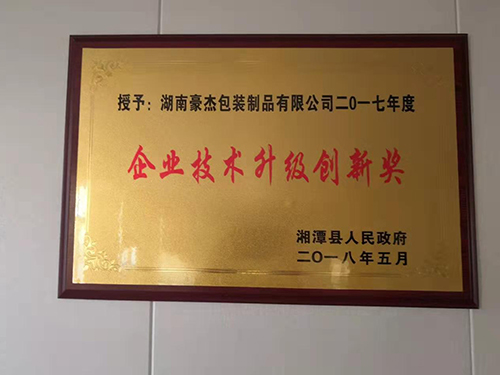 授予：湖南豪杰包装制品有限公司二0一七年度
企业技术升级创新奖
湘潭县人民政府
二0一八年五月